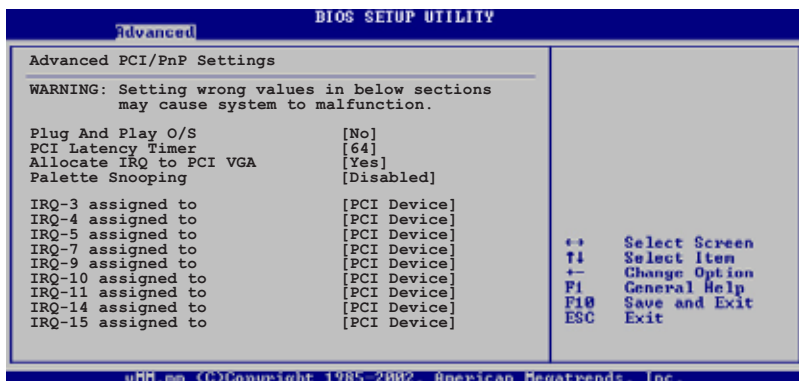 BIOS SETUP UTILITY
Advanced
Advanced PCI/PnP Settings
WARNING: Setting wrong values in below sections
may cause system to malfunction.
Plug And Play O/S [No]
PCI Latency Timer [64]
Allocate IRQ to PCI VGA [Yes]
Palette Snooping [Disabled]
IRQ-3 assigned to [PCI Device]
IRQ-4 assigned to [PCI Device]
IRQ-5 assigned to [PCI Device]
IRQ-7 assigned to [PCI Device]
IRQ-9 assigned to [PCI Device]
IRQ-10 assigned to [PCI Device]
IRQ-11 assigned to [PCI Device]
IRQ-14 assigned to [PCI Device]
IRQ-15 assigned to [PCI Device]
↔ Select Screen
↑↓ Select Item
+- Change Option
F1 General Help
F10 Save and Exit
ESC Exit
(C)Copyright 1985-2002, American Megatrends, Inc.